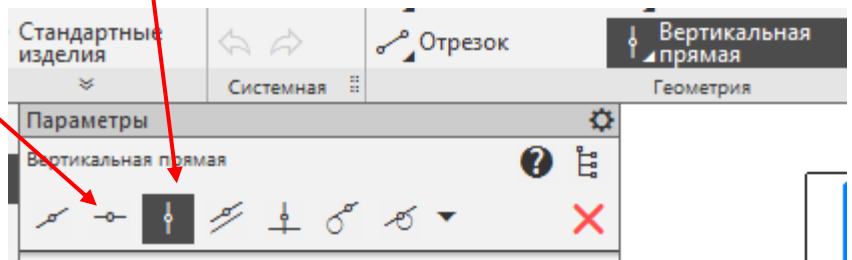 Стандартные
изделия
Отрезок
Вертикальная
прямая
Системная
Геометрия
Параметры
Вертикальная прямая